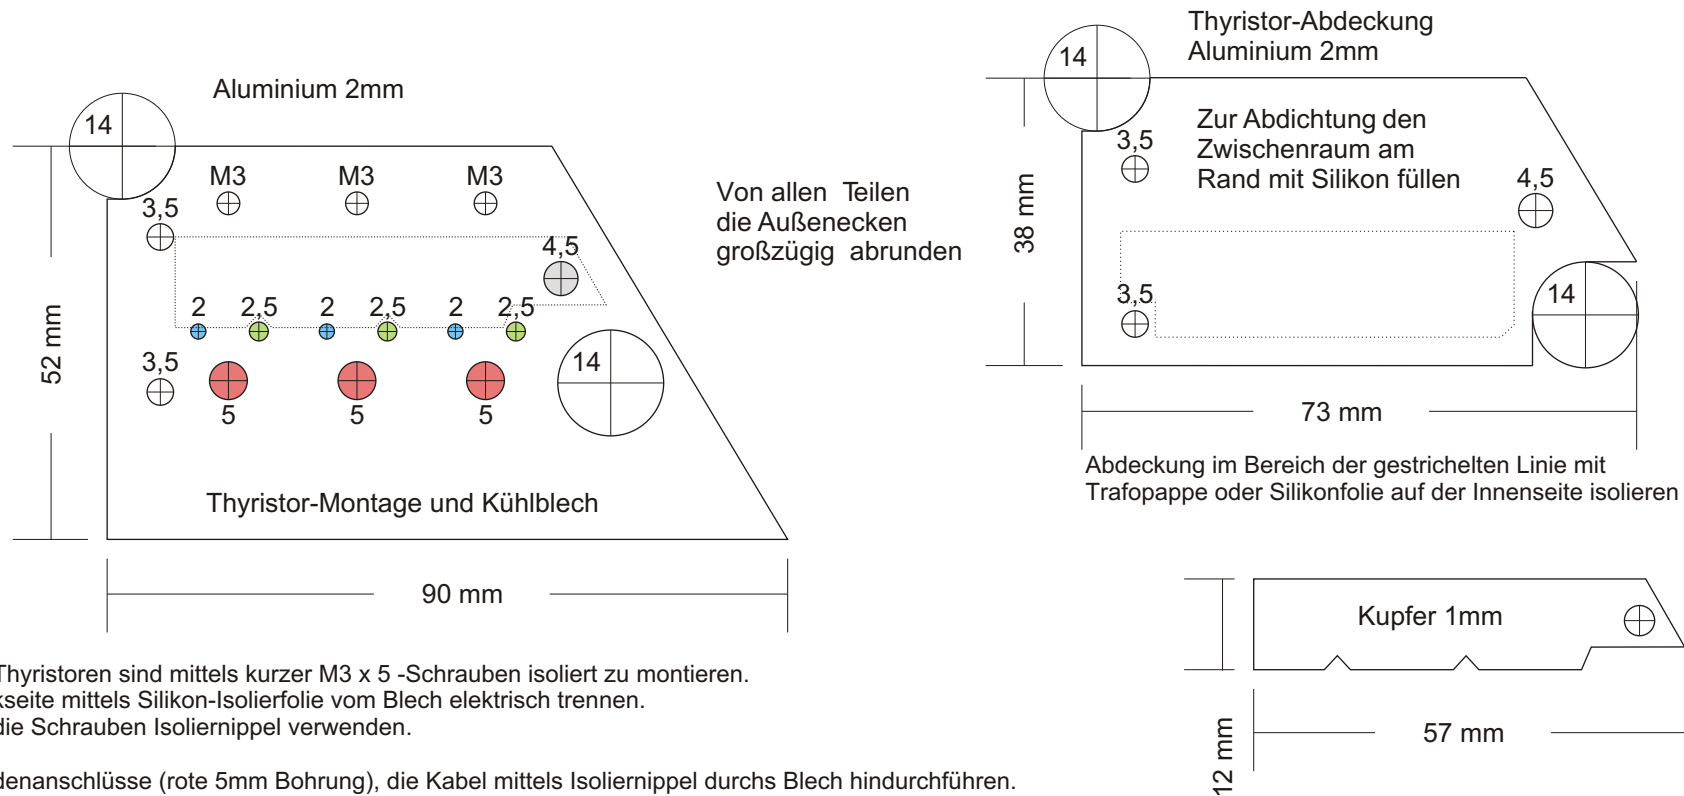 Aluminium 2mm
14
M3 M3 M3
3,5
4,5
2 2,5 2 2,5 2 2,5
3,5
14
5 5 5
52 mm
Thyristor-Montage und Kühlblech
90 mm
Von allen Teilen
die Außenecken
großzügig abrunden
Thyristor-Abdeckung
Aluminium 2mm
14
3,5
Zur Abdichtung den
Zwischenraum am
Rand mit Silikon füllen
4,5
38 mm
3,5
14
73 mm
Abdeckung im Bereich der gestrichelten Linie mit
Trafopappe oder Silikonfolie auf der Innenseite isolieren
Kupfer 1mm
12 mm
57 mm
Thyristoren sind mittels kurzer M3 x 5 -Schrauben isoliert zu montieren.
kseite mittels Silikon-Isolierfolie vom Blech elektrisch trennen.
die Schrauben Isoliernippel verwenden.
denanschlüsse (rote 5mm Bohrung), die Kabel mittels Isoliernippel durchs Blech hindurchführen.